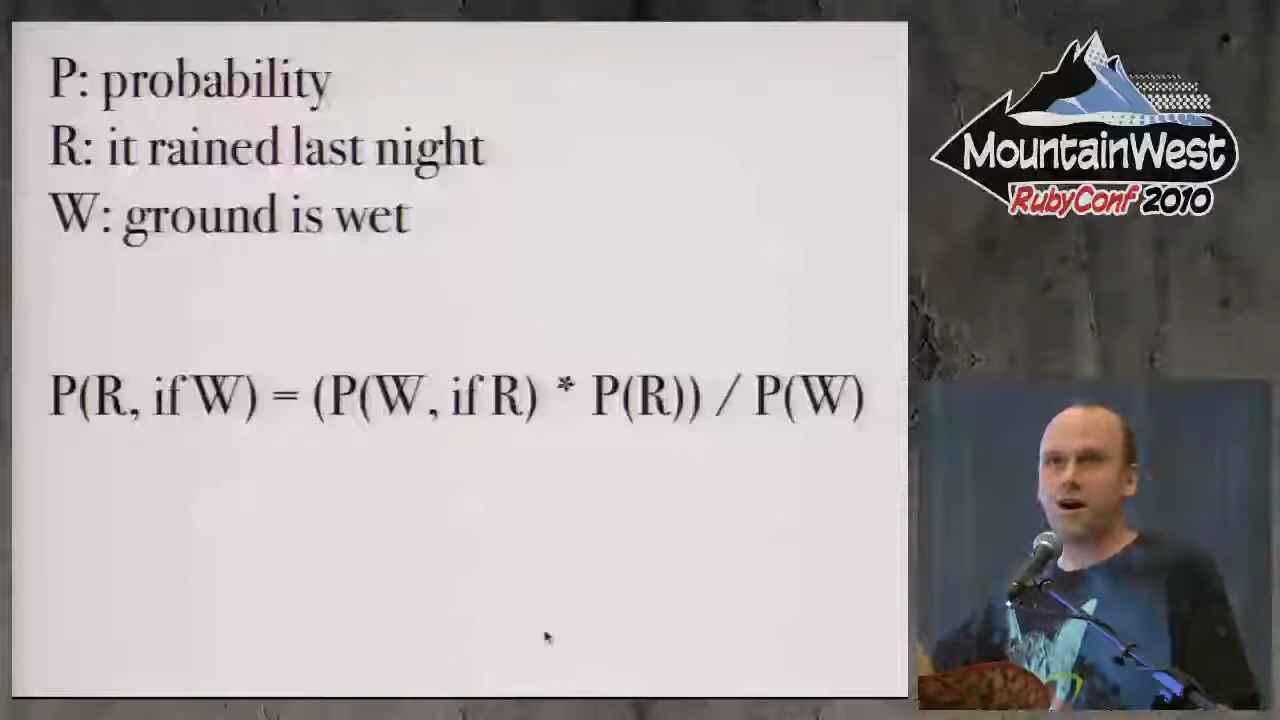 P: probability
R: it rained last night
W: ground is wet
P(R, if W) = (P(W, if R) * P(R)) / P(W)
MountainWest
RubyConf 2010